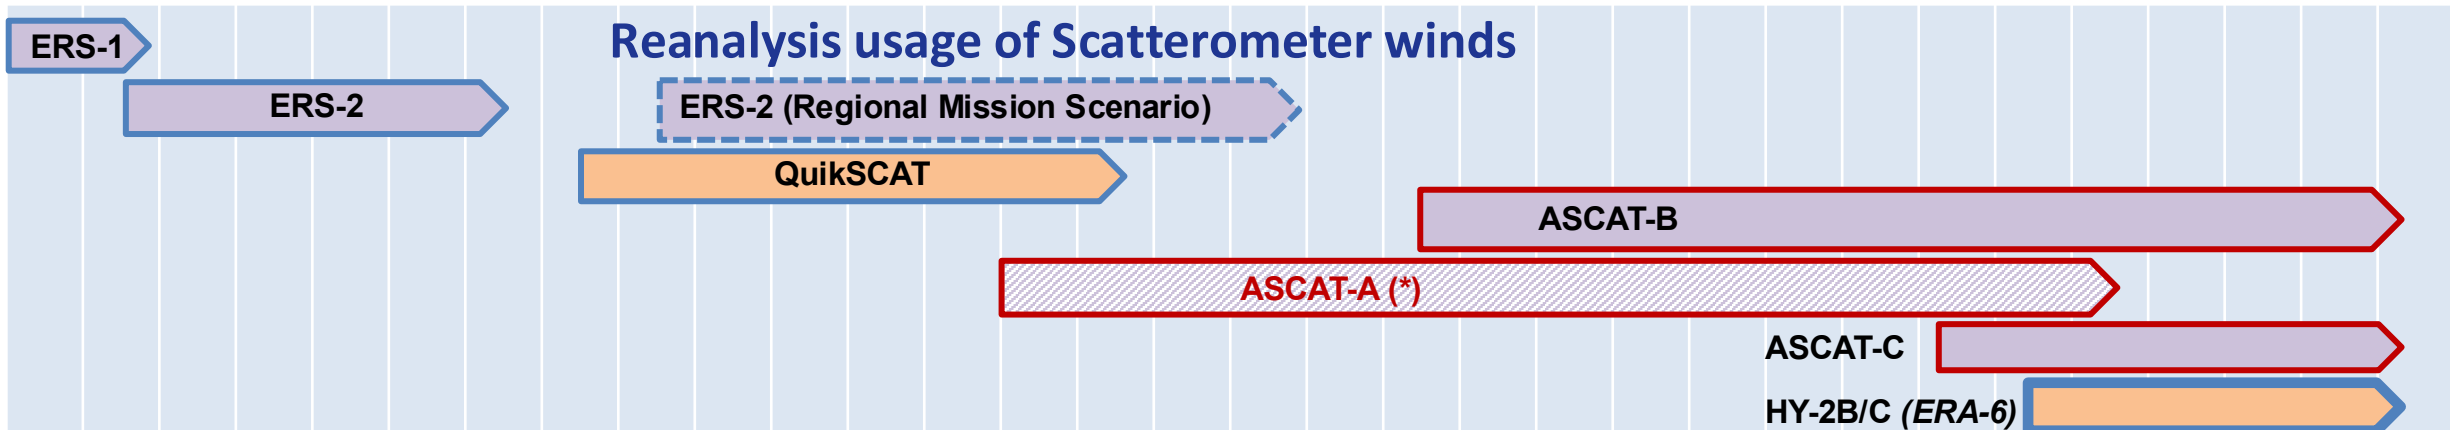 Reanalysis usage of Scatterometer winds
ERS-1
ERS-2
ERS-2 (Regional Mission Scenario)
QuikSCAT
ASCAT-B
ASCAT-A (*)
ASCAT-C
HY-2B/C (ERA-6)